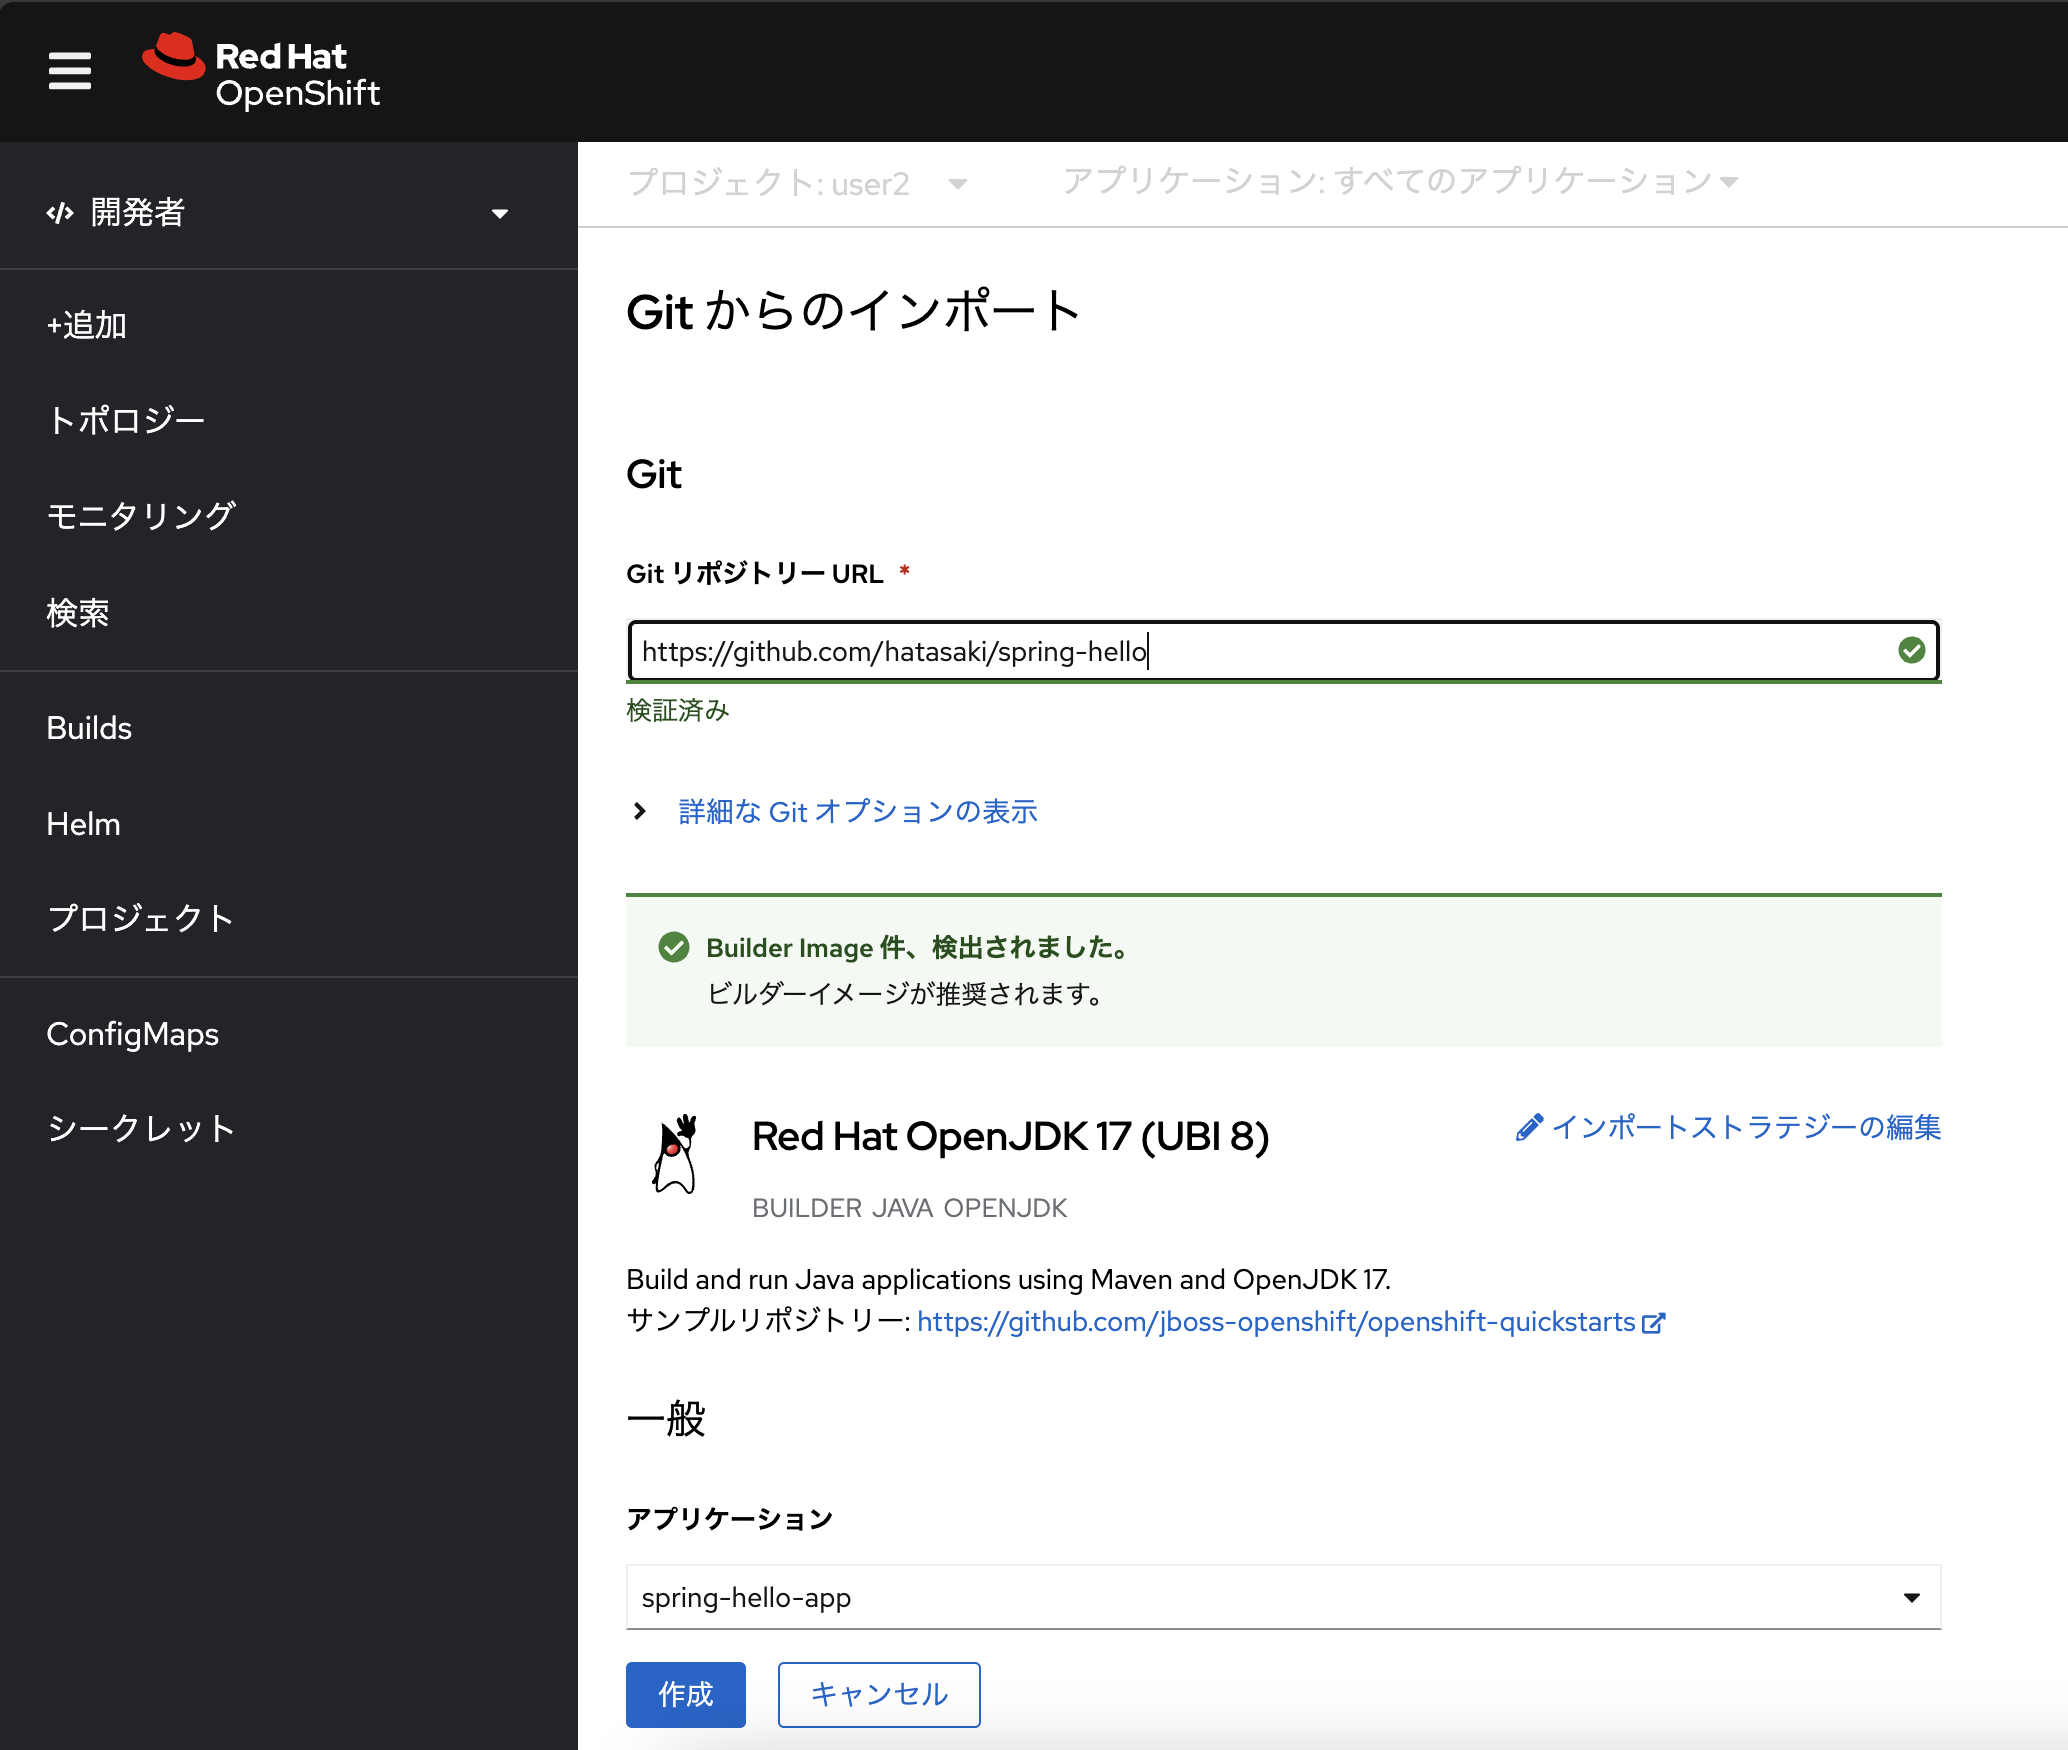 Red Hat
OpenShift
開発者
+追加
トポロジー
モニタリング
検索
Builds
Helm
プロジェクト
ConfigMaps
シークレット
プロジェクト: user2
アプリケーション: すべてのアプリケーション
Git からのインポート
Git
Git リポジトリー URL *
https://github.com/hatasaki/spring-hello
検証済み
詳細な Git オプションの表示
Builder Image 件、検出されました。
ビルダーイメージが推奨されます。
Red Hat OpenJDK 17 (UBI 8)
インポートストラテジーの編集
BUILDER JAVA OPENJDK
Build and run Java applications using Maven and OpenJDK 17.
サンプルリポジトリー: https://github.com/jboss-openshift/openshift-quickstarts
一般
アプリケーション
spring-hello-app
作成
キャンセル